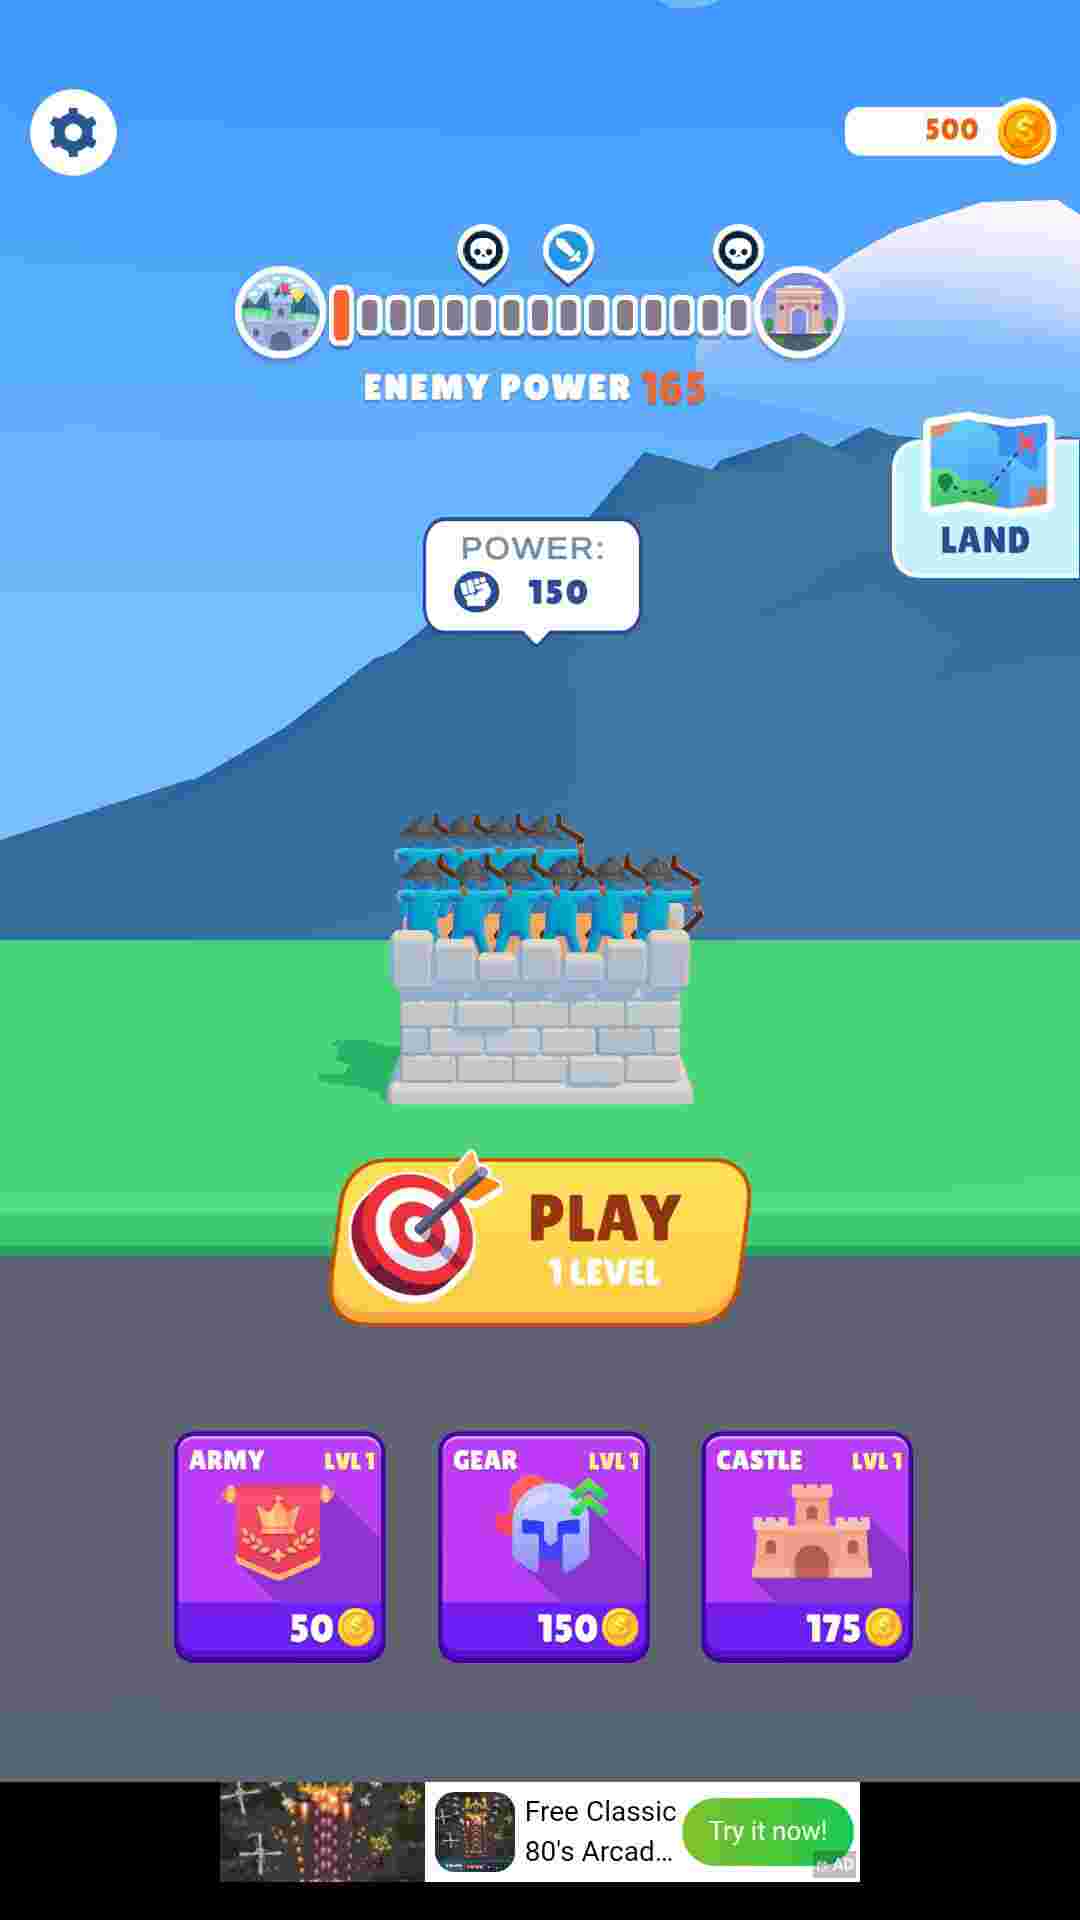 500
ENEMY POWER 165
LAND
POWER:
150
PLAY
1 LEVEL
ARMY LVL 1
50
GEAR LVL 1
150
CASTLE LVL 1
175
Free Classic
80's Arcad...
Try it now!
AD